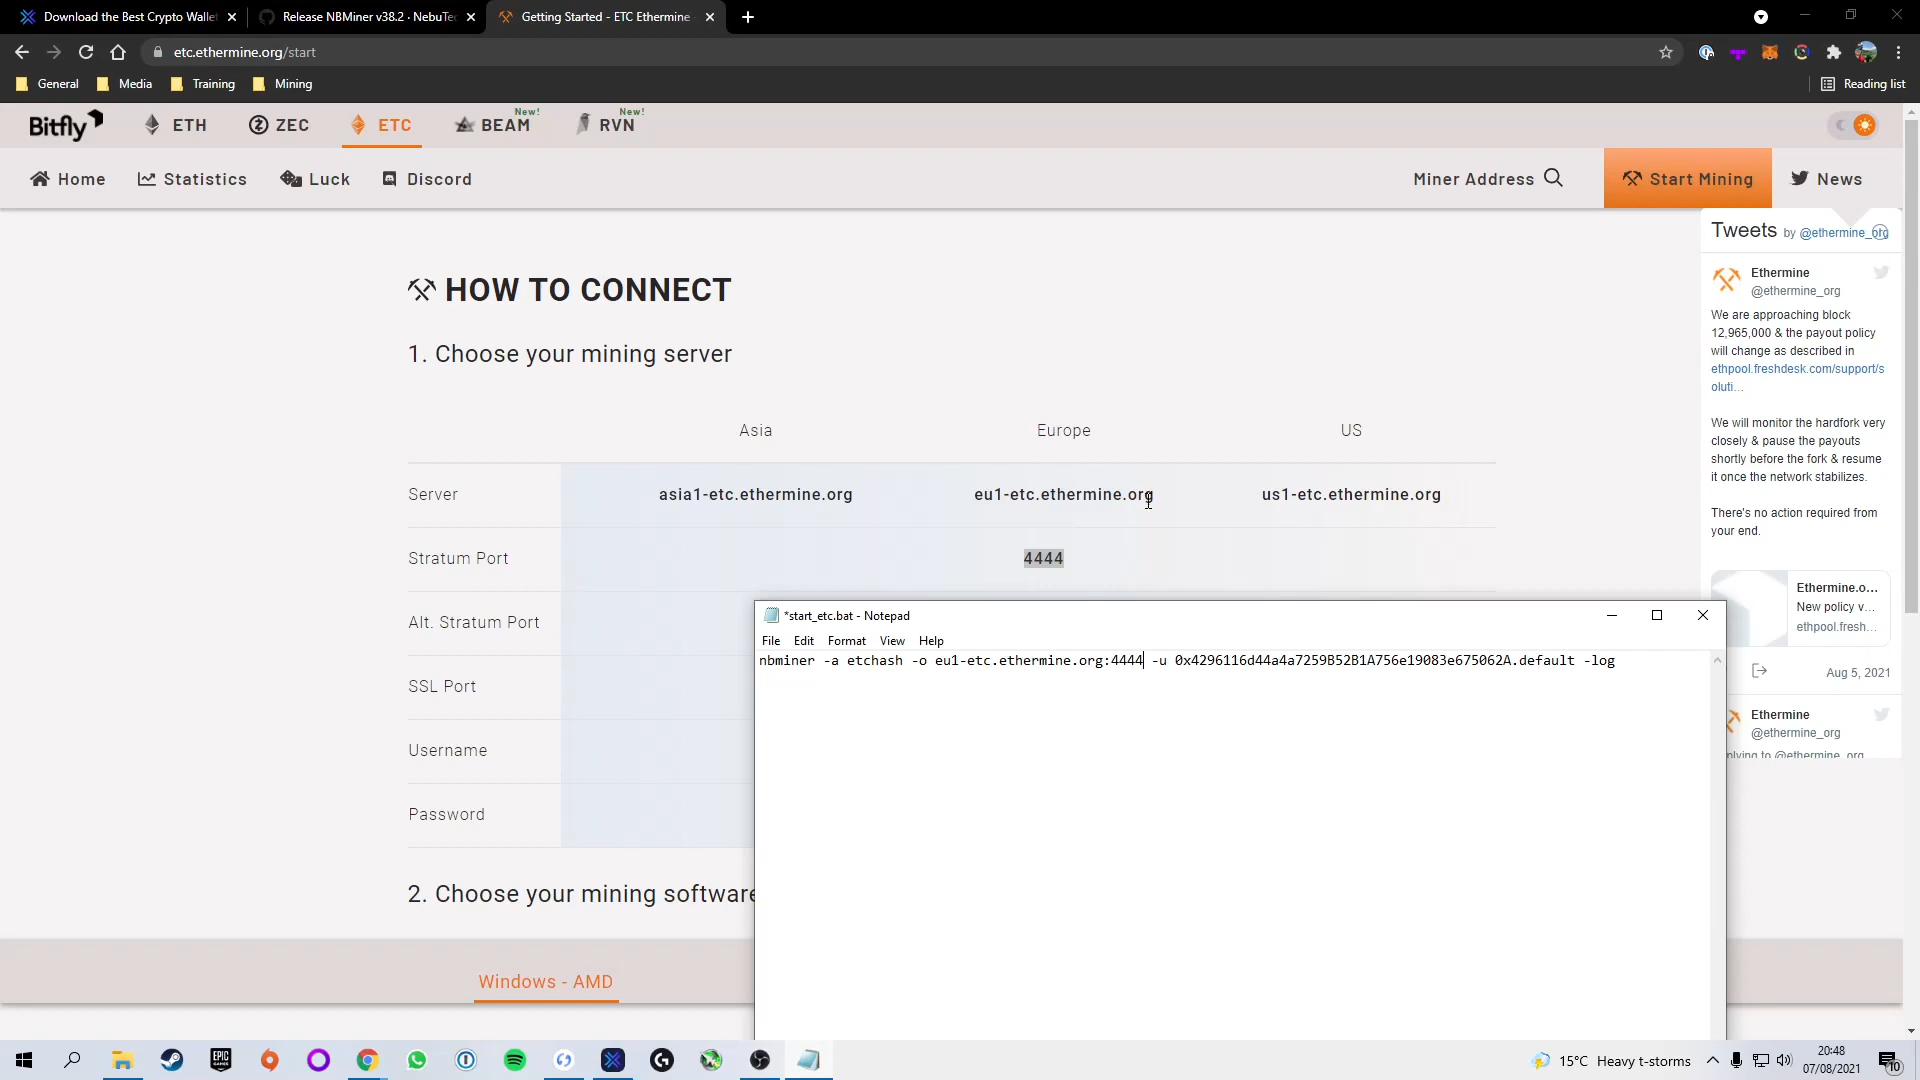 Download the Best Crypto Wallet
Release NBMiner v38.2 · NebuTec
Getting Started - ETC Ethermine
etc.ethermine.org/start
General
Media
Training
Mining
Reading list
Bitfly
ETH
ZEC
ETC
BEAM
New!
RVN
New!
Home
Statistics
Luck
Discord
Miner Address
Start Mining
News
Tweets by @ethermine_org
HOW TO CONNECT
1. Choose your mining server
Asia
Europe
US
Server
asia1-etc.ethermine.org
eu1-etc.ethermine.org
us1-etc.ethermine.org
Stratum Port
4444
Alt. Stratum Port
SSL Port
Username
Password
2. Choose your mining software
Windows - AMD
Ethermine
@ethermine_org
We are approaching block
12,965,000 & the payout policy
will change as described in
ethpool.freshdesk.com/support/s
oluti...
We will monitor the hardfork very
closely & pause the payouts
shortly before the fork & resume
it once the network stabilizes.
There's no action required from
your end.
Ethermine.o...
New policy v...
ethpool.fresh...
Aug 5, 2021
Ethermine
@ethermine_org
plying to @ethermine_org
*start_etc.bat - Notepad
File Edit Format View Help
nbminer -a etchash -o eu1-etc.ethermine.org:4444 -u 0x4296116d44a4a7259B52B1A756e19083e675062A.default -log
EPIC
GAMES
15°C Heavy t-storms
20:48
07/08/2021
10